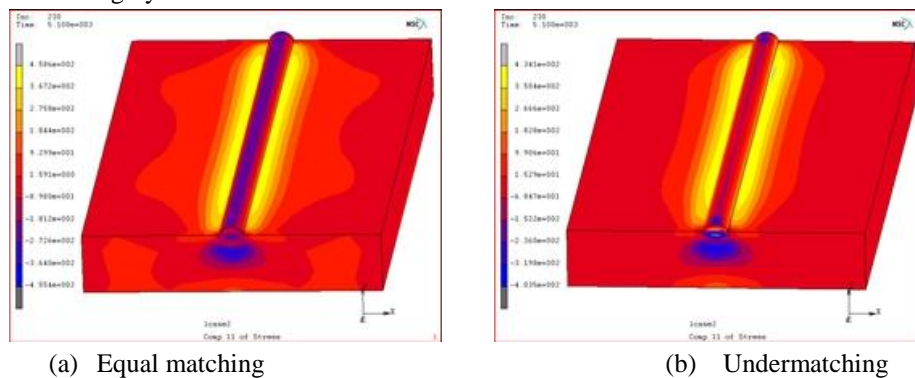 Inc: 230
Time: 5.100e+003
MSC
4.586e+002
3.672e+002
2.758e+002
1.844e+002
9.299e+001
1.591e+000
-8.980e+001
-1.812e+002
-2.726e+002
-3.640e+002
-4.554e+002
X
Z
lcase2
Comp 11 of Stress
1
Inc: 230
Time: 5.100e+003
MSC
4.341e+002
3.504e+002
2.666e+002
1.828e+002
9.906e+001
1.529e+001
-6.847e+001
-1.522e+002
-2.360e+002
-3.198e+002
-4.035e+002
X
Z
lcase2
Comp 11 of Stress
(a) Equal matching
(b) Undermatching